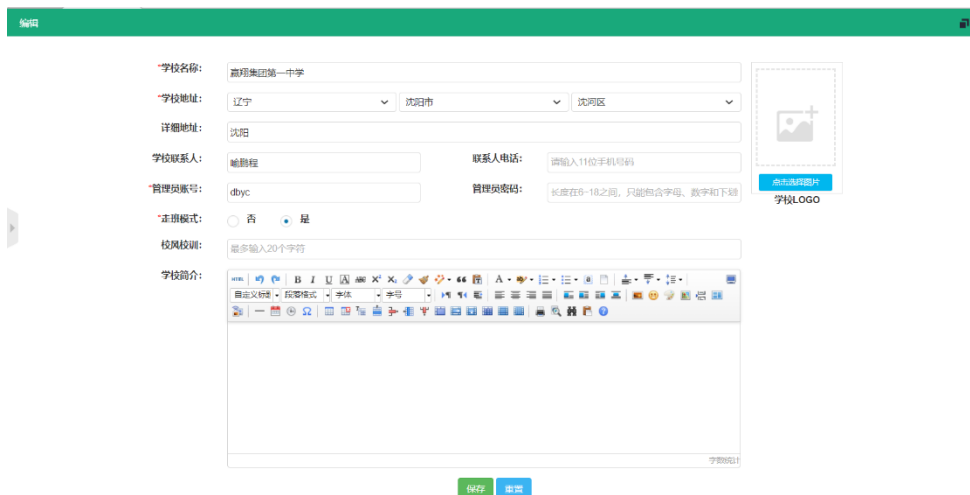 编辑
*学校名称: 嘉翔集团第一中学
*学校地址: 辽宁 沈阳市 沈河区
详细地址: 沈阳
学校联系人: 喻鹏程 联系人电话: 请输入11位手机号码
点击选择图片
*管理员账号: dbyc 管理员密码: 长度在6-18之间，只能包含字母、数字和下划
学校LOGO
*走班模式: 否 是
校风校训: 最多输入20个字符
学校简介:
HTML B I U A ABC X² X₂ A
自定义标题 段落格式 字体 字号
字数统计
保存 重置